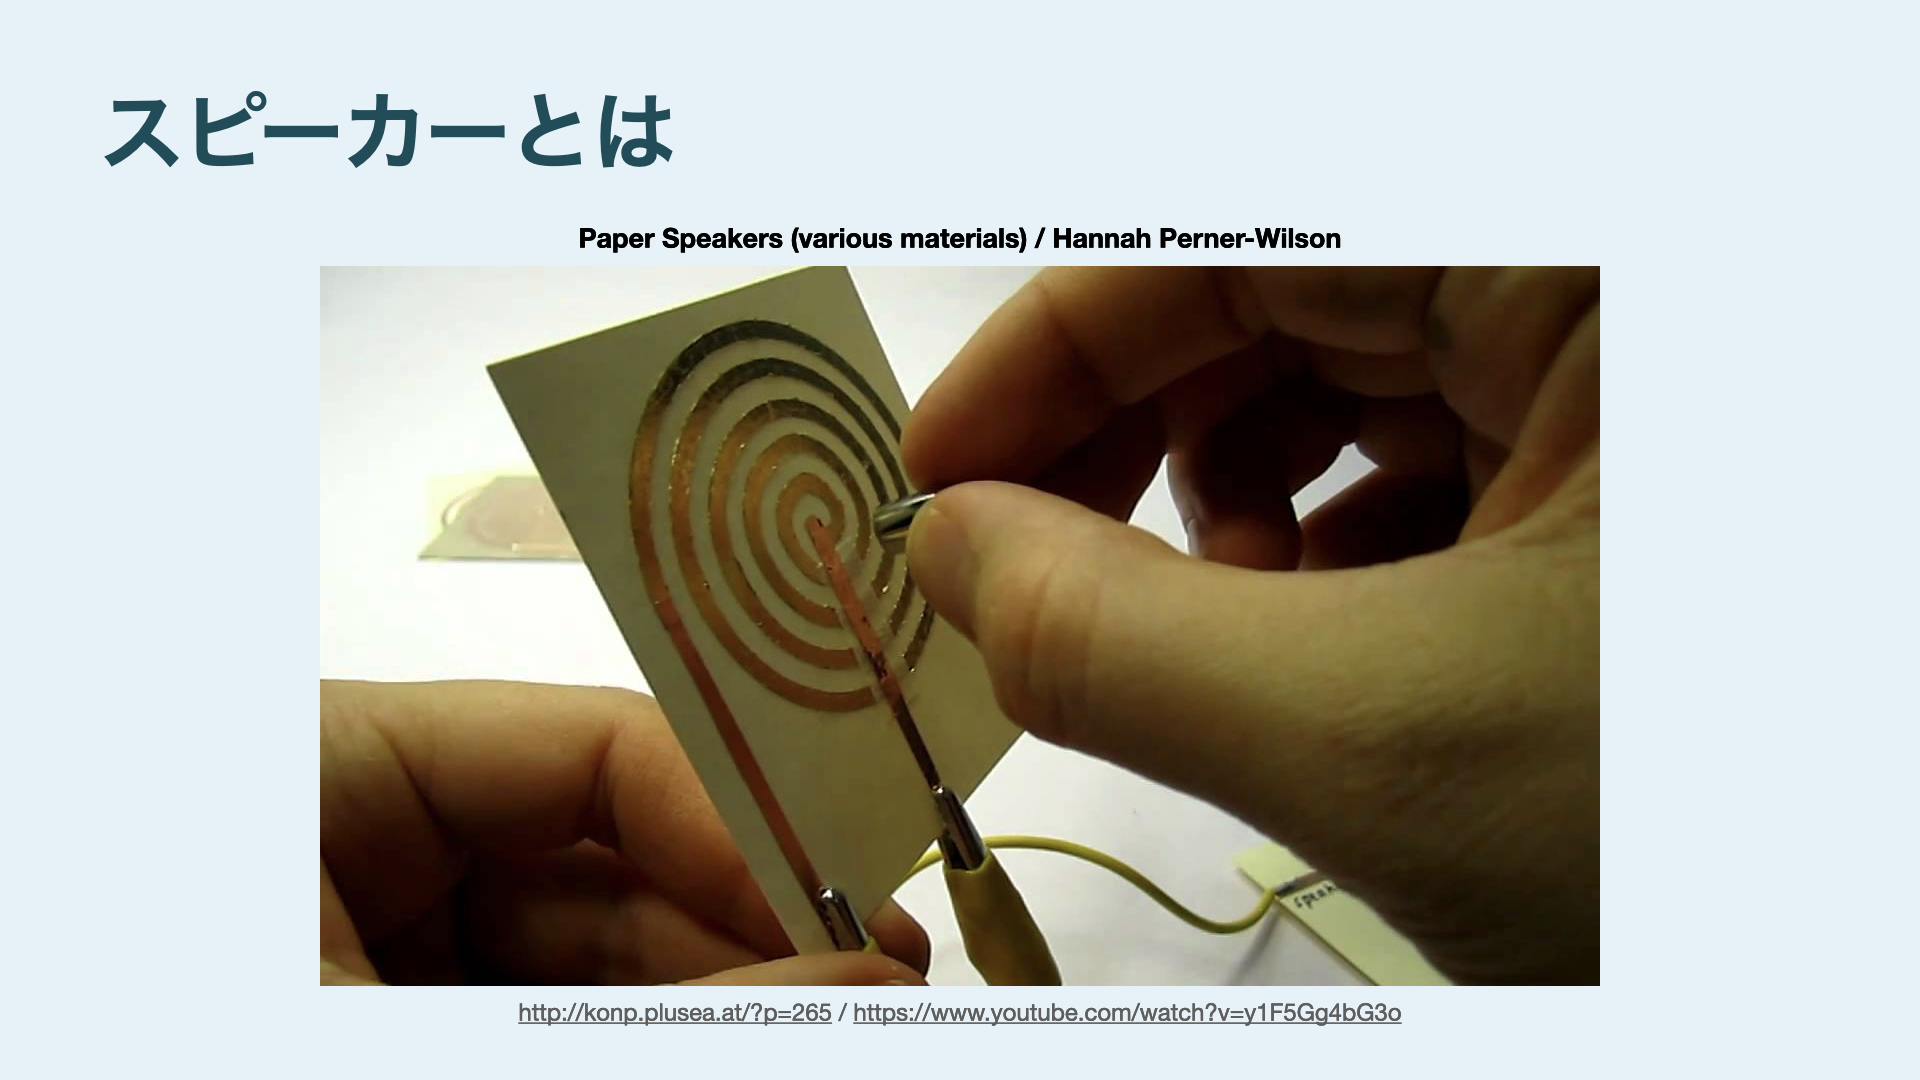 スピーカーとは
Paper Speakers (various materials) / Hannah Perner-Wilson
http://konp.plusea.at/?p=265 / https://www.youtube.com/watch?v=y1F5Gg4bG3o